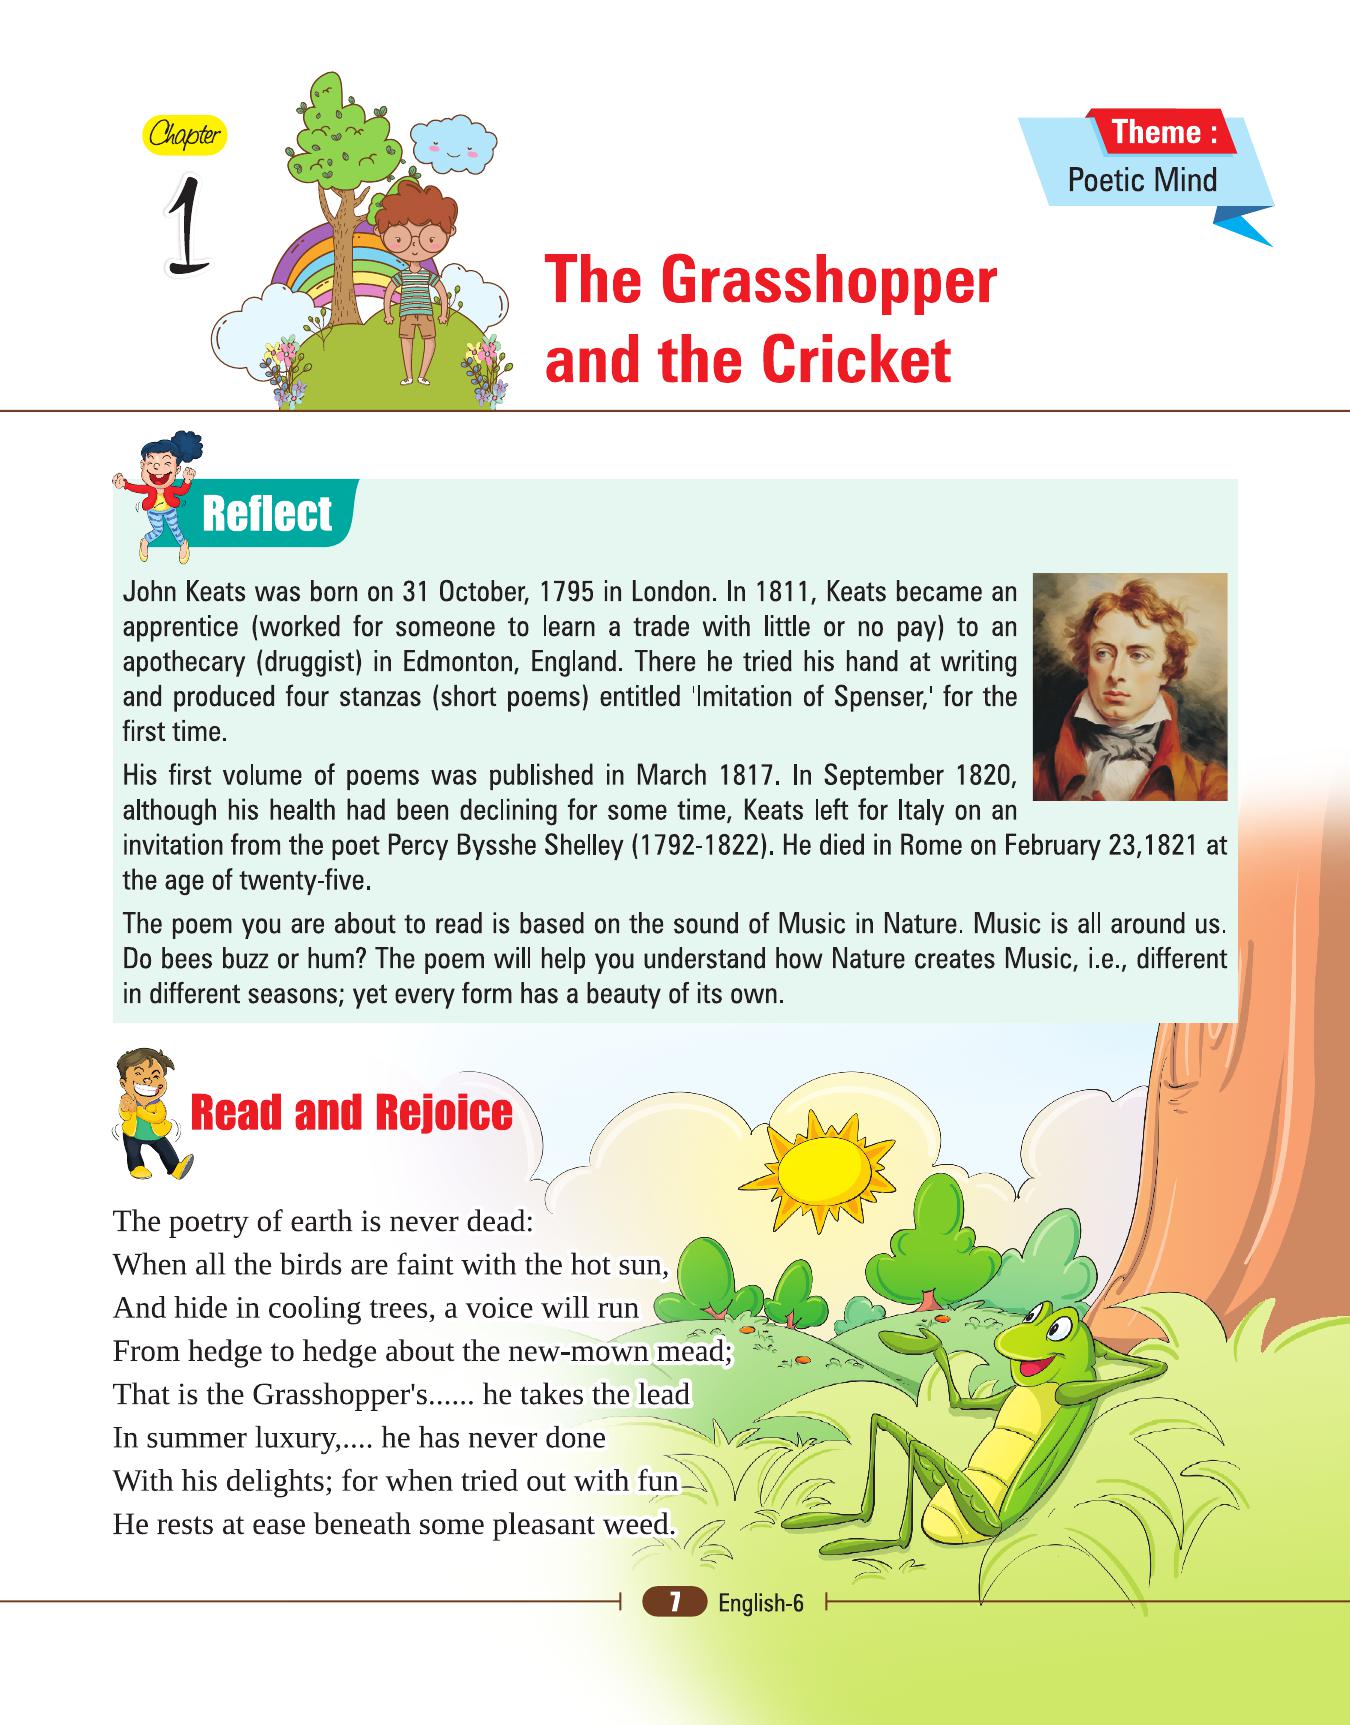 Chapter
1
Theme :
Poetic Mind
The Grasshopper
and the Cricket
Reflect
John Keats was born on 31 October, 1795 in London. In 1811, Keats became an
apprentice (worked for someone to learn a trade with little or no pay) to an
apothecary (druggist) in Edmonton, England. There he tried his hand at writing
and produced four stanzas (short poems) entitled 'Imitation of Spenser,' for the
first time.
His first volume of poems was published in March 1817. In September 1820,
although his health had been declining for some time, Keats left for Italy on an
invitation from the poet Percy Bysshe Shelley (1792-1822). He died in Rome on February 23,1821 at
the age of twenty-five.
The poem you are about to read is based on the sound of Music in Nature. Music is all around us.
Do bees buzz or hum? The poem will help you understand how Nature creates Music, i.e., different
in different seasons; yet every form has a beauty of its own.
Read and Rejoice
The poetry of earth is never dead:
When all the birds are faint with the hot sun,
And hide in cooling trees, a voice will run
From hedge to hedge about the new-mown mead;
That is the Grasshopper's...... he takes the lead
In summer luxury,.... he has never done
With his delights; for when tried out with fun
He rests at ease beneath some pleasant weed.
7 English-6